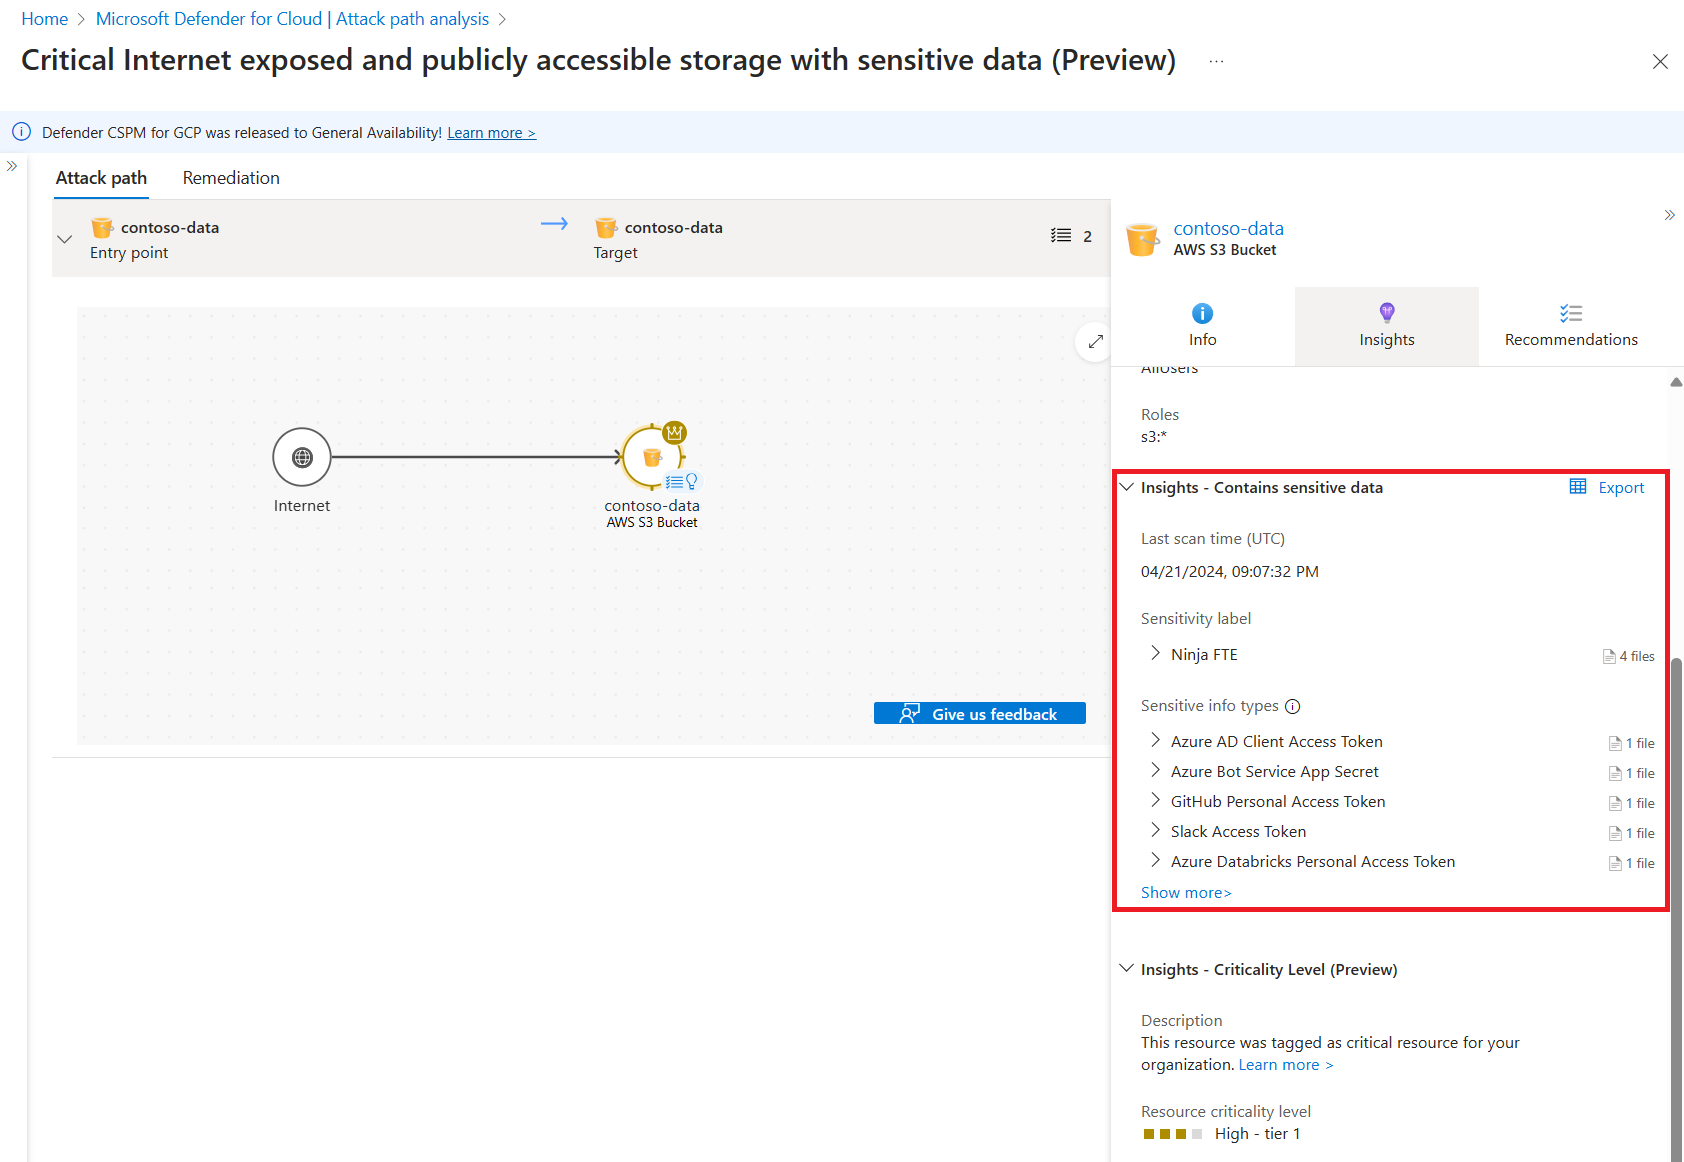 Home > Microsoft Defender for Cloud | Attack path analysis >
Critical Internet exposed and publicly accessible storage with sensitive data (Preview) ...
Defender CSPM for GCP was released to General Availability! Learn more >
Attack path
Remediation
contoso-data
Entry point
contoso-data
Target
2
Internet
contoso-data
AWS S3 Bucket
Give us feedback
contoso-data
AWS S3 Bucket
Info
Insights
Recommendations
Roles
s3:*
Insights - Contains sensitive data
Export
Last scan time (UTC)
04/21/2024, 09:07:32 PM
Sensitivity label
Ninja FTE
4 files
Sensitive info types
Azure AD Client Access Token
1 file
Azure Bot Service App Secret
1 file
GitHub Personal Access Token
1 file
Slack Access Token
1 file
Azure Databricks Personal Access Token
1 file
Show more>
Insights - Criticality Level (Preview)
Description
This resource was tagged as critical resource for your
organization. Learn more >
Resource criticality level
High - tier 1